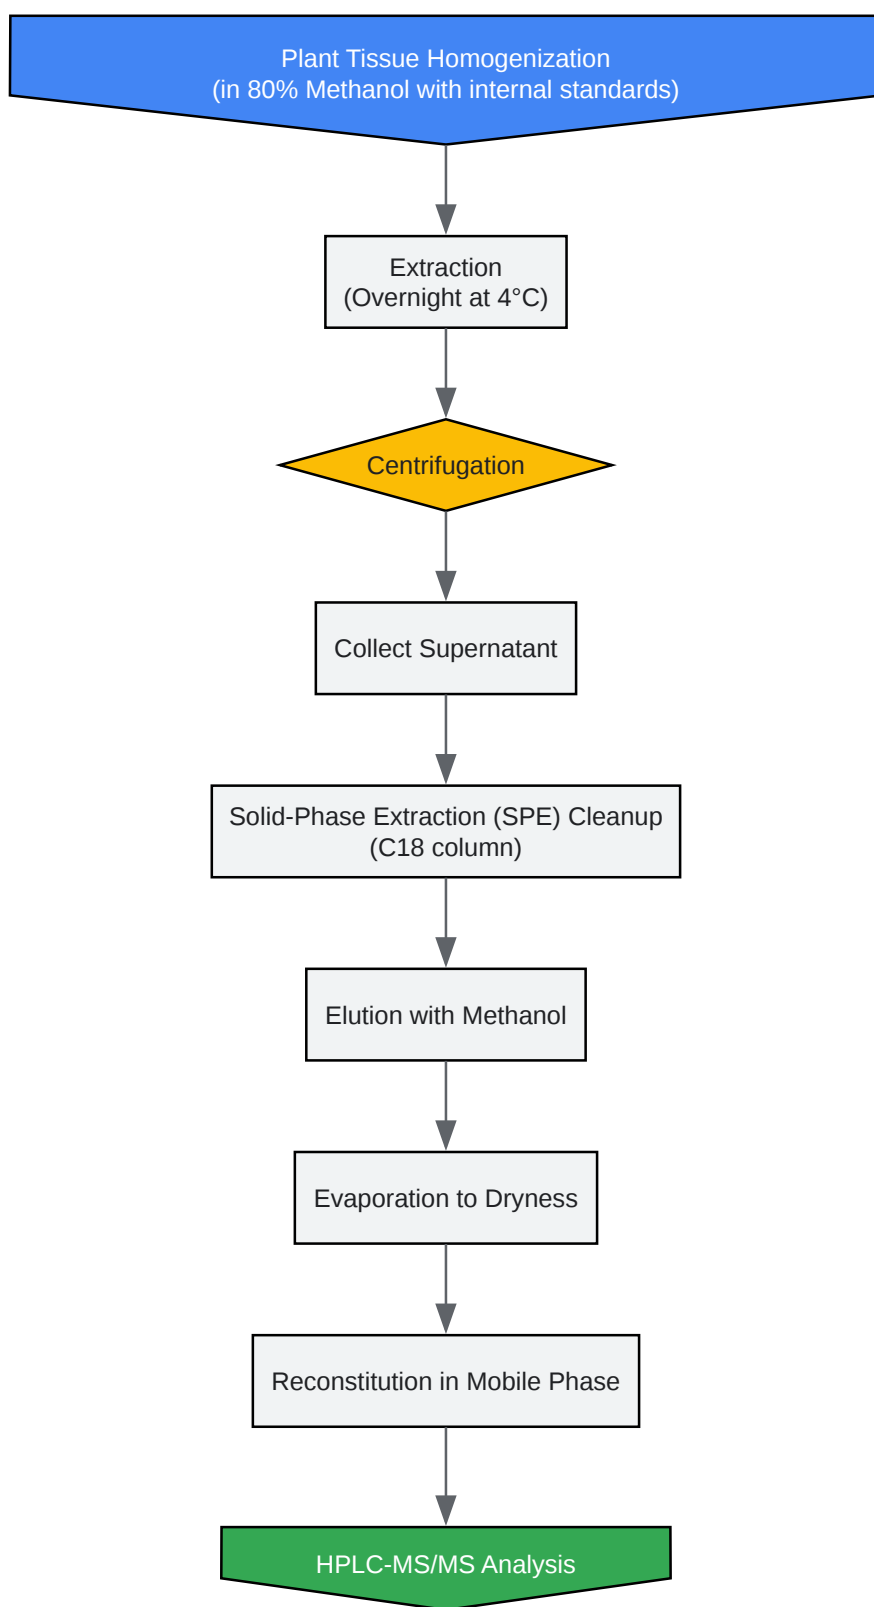 Plant Tissue Homogenization
(in 80% Methanol with internal standards)
Extraction
(Overnight at 4°C)
Centrifugation
Collect Supernatant
Solid-Phase Extraction (SPE) Cleanup
(C18 column)
Elution with Methanol
Evaporation to Dryness
Reconstitution in Mobile Phase
HPLC-MS/MS Analysis